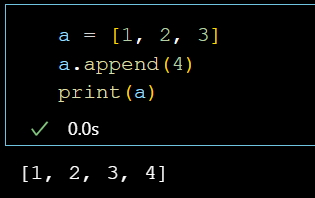 a = [1, 2, 3]
a.append(4)
print(a)
0.0s
[1, 2, 3, 4]